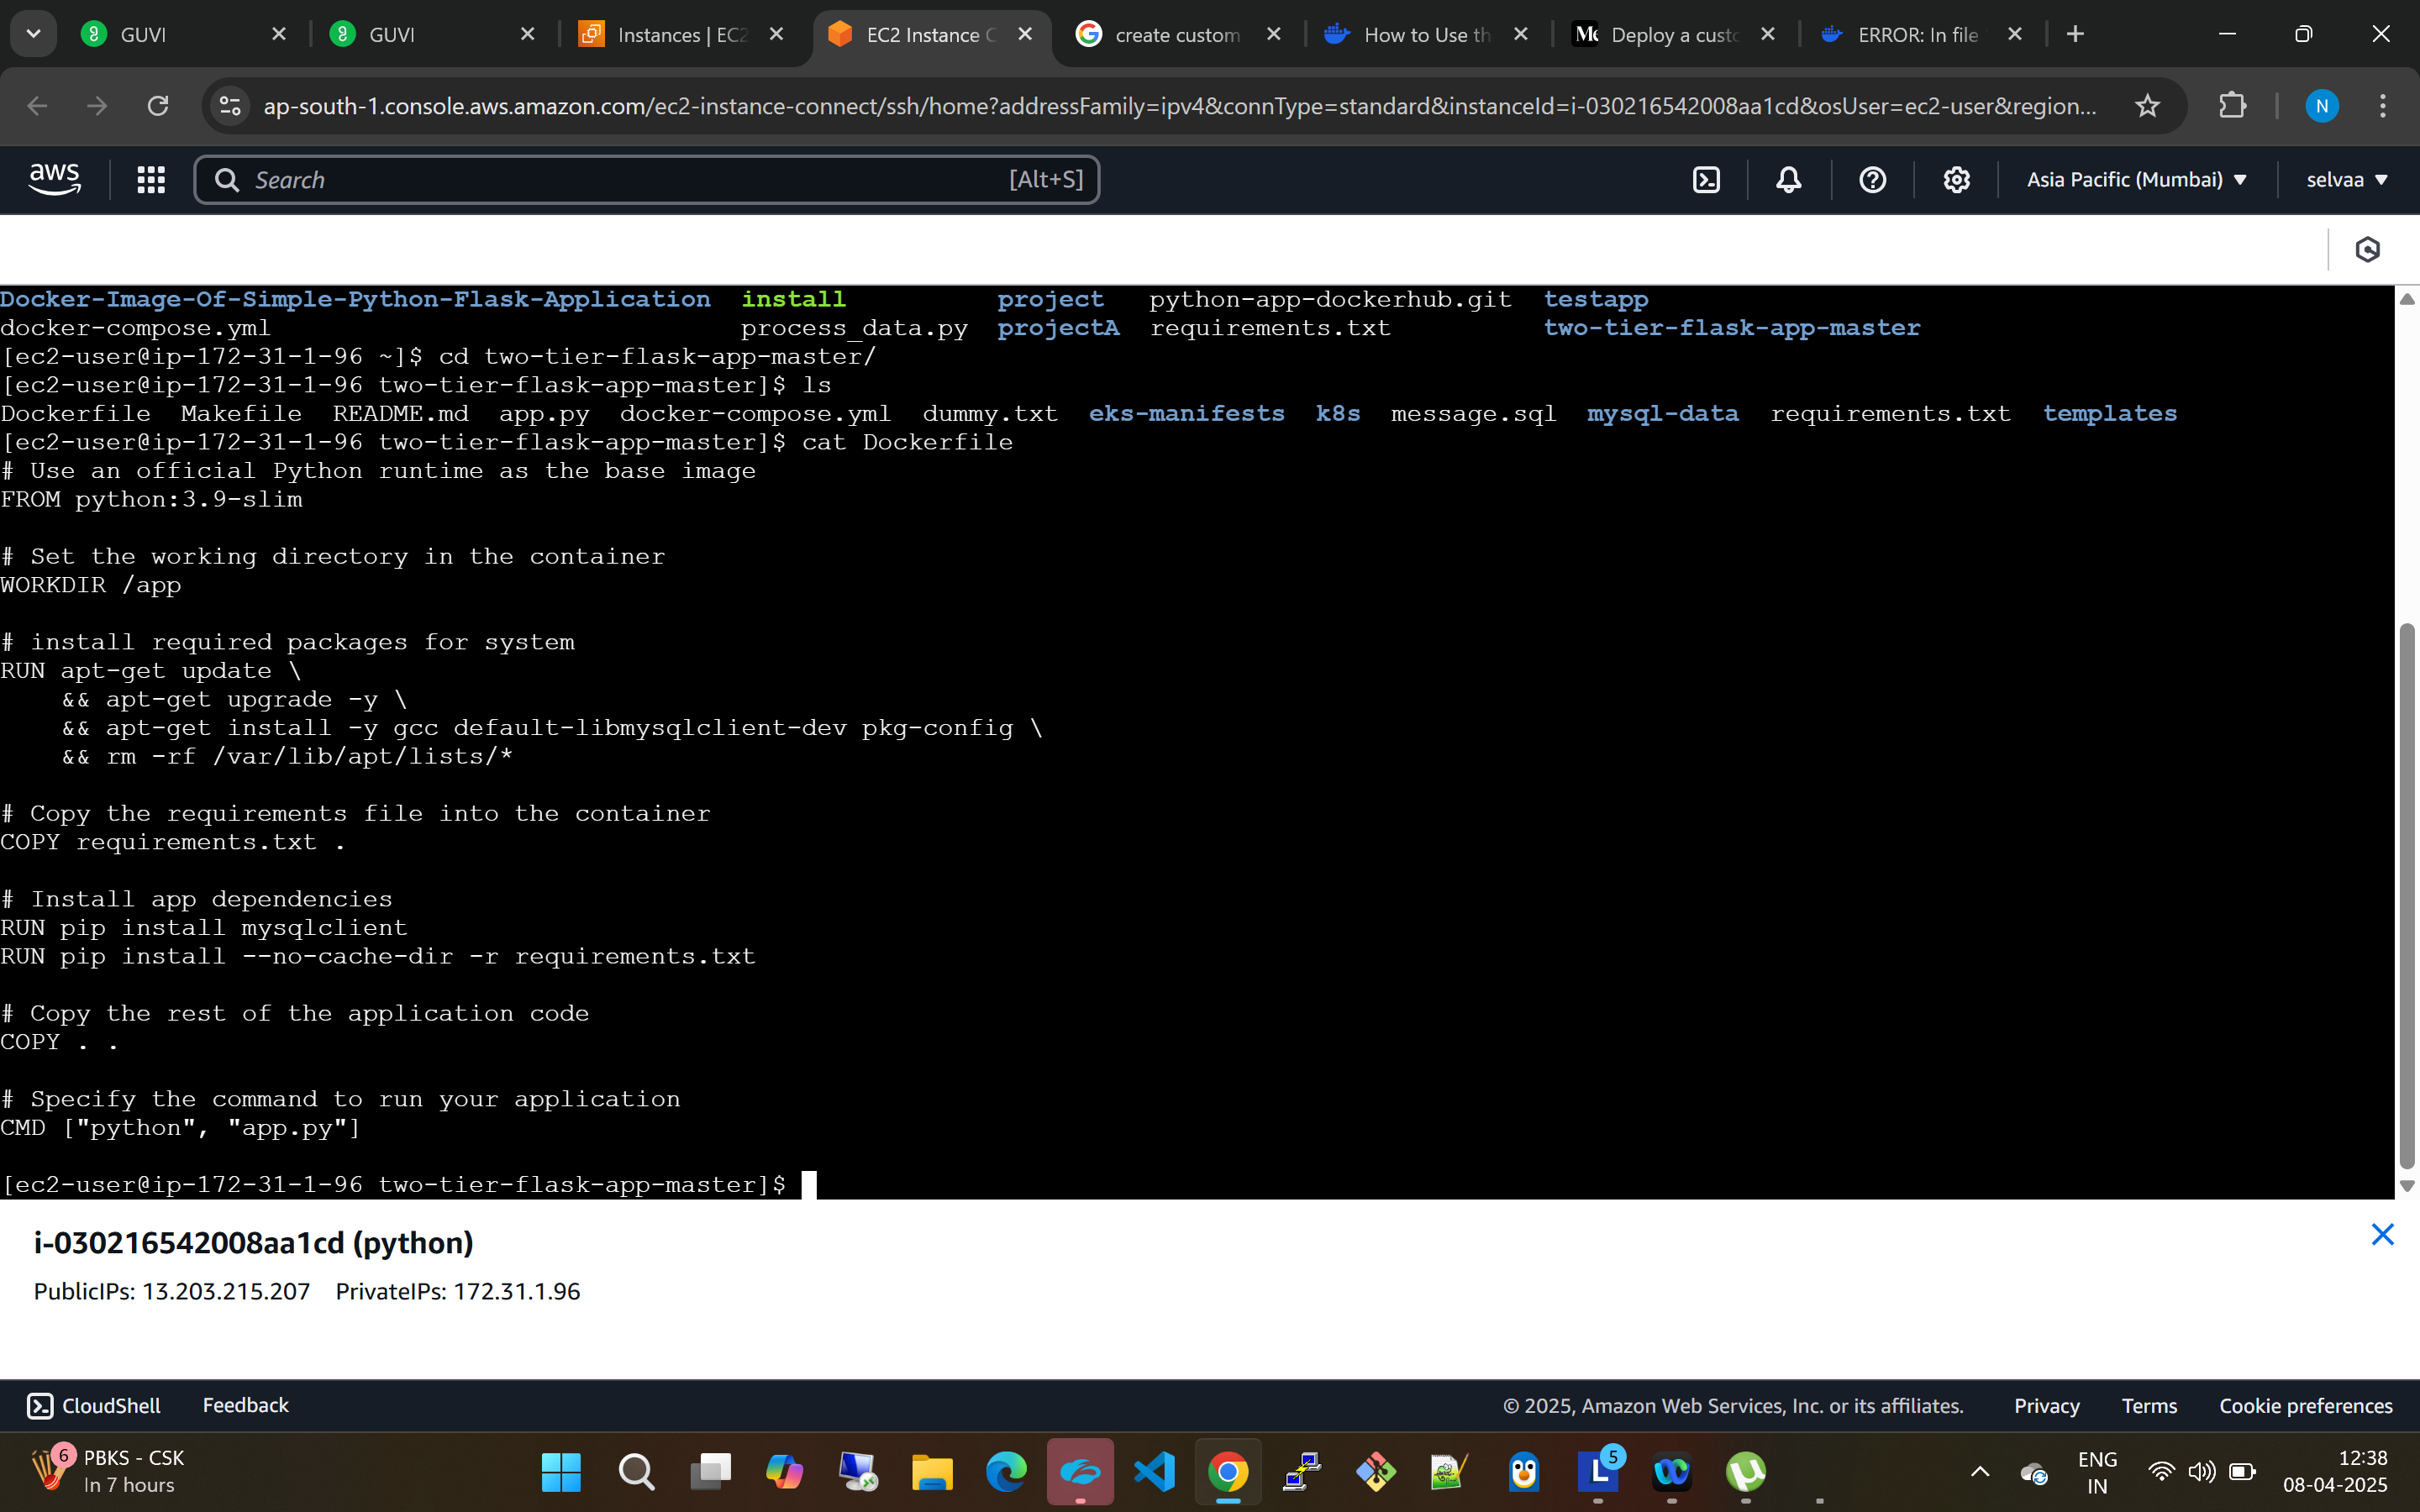 GUVI
GUVI
Instances | EC2
EC2 Instance C
create custom
How to Use th
Deploy a custo
ERROR: In file
ap-south-1.console.aws.amazon.com/ec2-instance-connect/ssh/home?addressFamily=ipv4&connType=standard&instanceId=i-030216542008aa1cd&osUser=ec2-user&region...
N
aws
Search
[Alt+S]
Asia Pacific (Mumbai)
selvaa
Docker-Image-Of-Simple-Python-Flask-Application  install          project   python-app-dockerhub.git  testapp
docker-compose.yml                               process_data.py  projectA  requirements.txt          two-tier-flask-app-master
[ec2-user@ip-172-31-1-96 ~]$ cd two-tier-flask-app-master/
[ec2-user@ip-172-31-1-96 two-tier-flask-app-master]$ ls
Dockerfile  Makefile  README.md  app.py  docker-compose.yml  dummy.txt  eks-manifests  k8s  message.sql  mysql-data  requirements.txt  templates
[ec2-user@ip-172-31-1-96 two-tier-flask-app-master]$ cat Dockerfile
# Use an official Python runtime as the base image
FROM python:3.9-slim
# Set the working directory in the container
WORKDIR /app
# install required packages for system
RUN apt-get update \
    && apt-get upgrade -y \
    && apt-get install -y gcc default-libmysqlclient-dev pkg-config \
    && rm -rf /var/lib/apt/lists/*
# Copy the requirements file into the container
COPY requirements.txt .
# Install app dependencies
RUN pip install mysqlclient
RUN pip install --no-cache-dir -r requirements.txt
# Copy the rest of the application code
COPY . .
# Specify the command to run your application
CMD ["python", "app.py"]
[ec2-user@ip-172-31-1-96 two-tier-flask-app-master]$
i-030216542008aa1cd (python)
PublicIPs: 13.203.215.207    PrivateIPs: 172.31.1.96
CloudShell
Feedback
© 2025, Amazon Web Services, Inc. or its affiliates.
Privacy
Terms
Cookie preferences
6
PBKS - CSK
In 7 hours
L
5
ENG
IN
12:38
08-04-2025